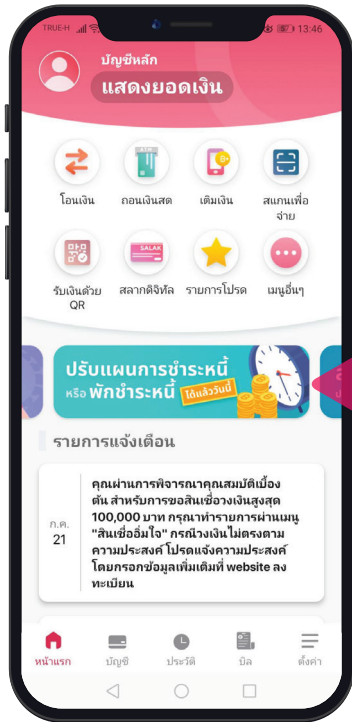 TRUE-H 13:46
บัญชีหลัก
แสดงยอดเงิน
โอนเงิน ถอนเงินสด เติมเงิน สแกนเพื่อ
จ่าย
ATM
SALAK
รับเงินด้วย สลากดิจิทัล รายการโปรด เมนูอื่นๆ
QR
ปรับแผนการชำระหนี้
หรือ พักชำระหนี้ ได้แล้ววันนี้
รายการแจ้งเตือน
ก.ค.
21
คุณผ่านการพิจารณาคุณสมบัติเบื้อง
ต้น สำหรับการขอสินเชื่อวงเงินสูงสุด
100,000 บาท กรุณาทำรายการผ่านเมนู
"สินเชื่ออิ่มใจ" กรณีวงเงินไม่ตรงตาม
ความประสงค์ โปรดแจ้งความประสงค์
โดยกรอกข้อมูลเพิ่มเติมที่ website ลง
ทะเบียน
หน้าแรก บัญชี ประวัติ บิล ตั้งค่า